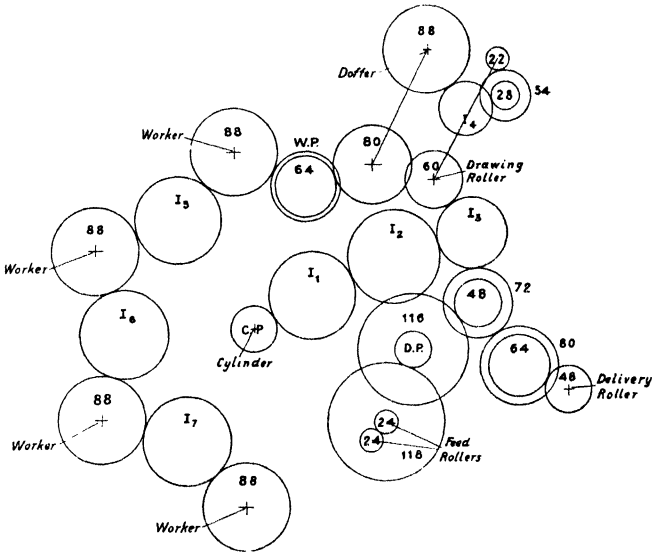 88
22
Doffer
28
54
I4
88
W.P.
80
Worker
64
60
Drawing
Roller
I5
I2
I3
88
Worker
I1
48
72
I6
C.P
116
Cylinder
D.P.
64
80
48
Delivery
Roller
88
I7
24
Worker
24
Feed
Rollers
118
88
Worker